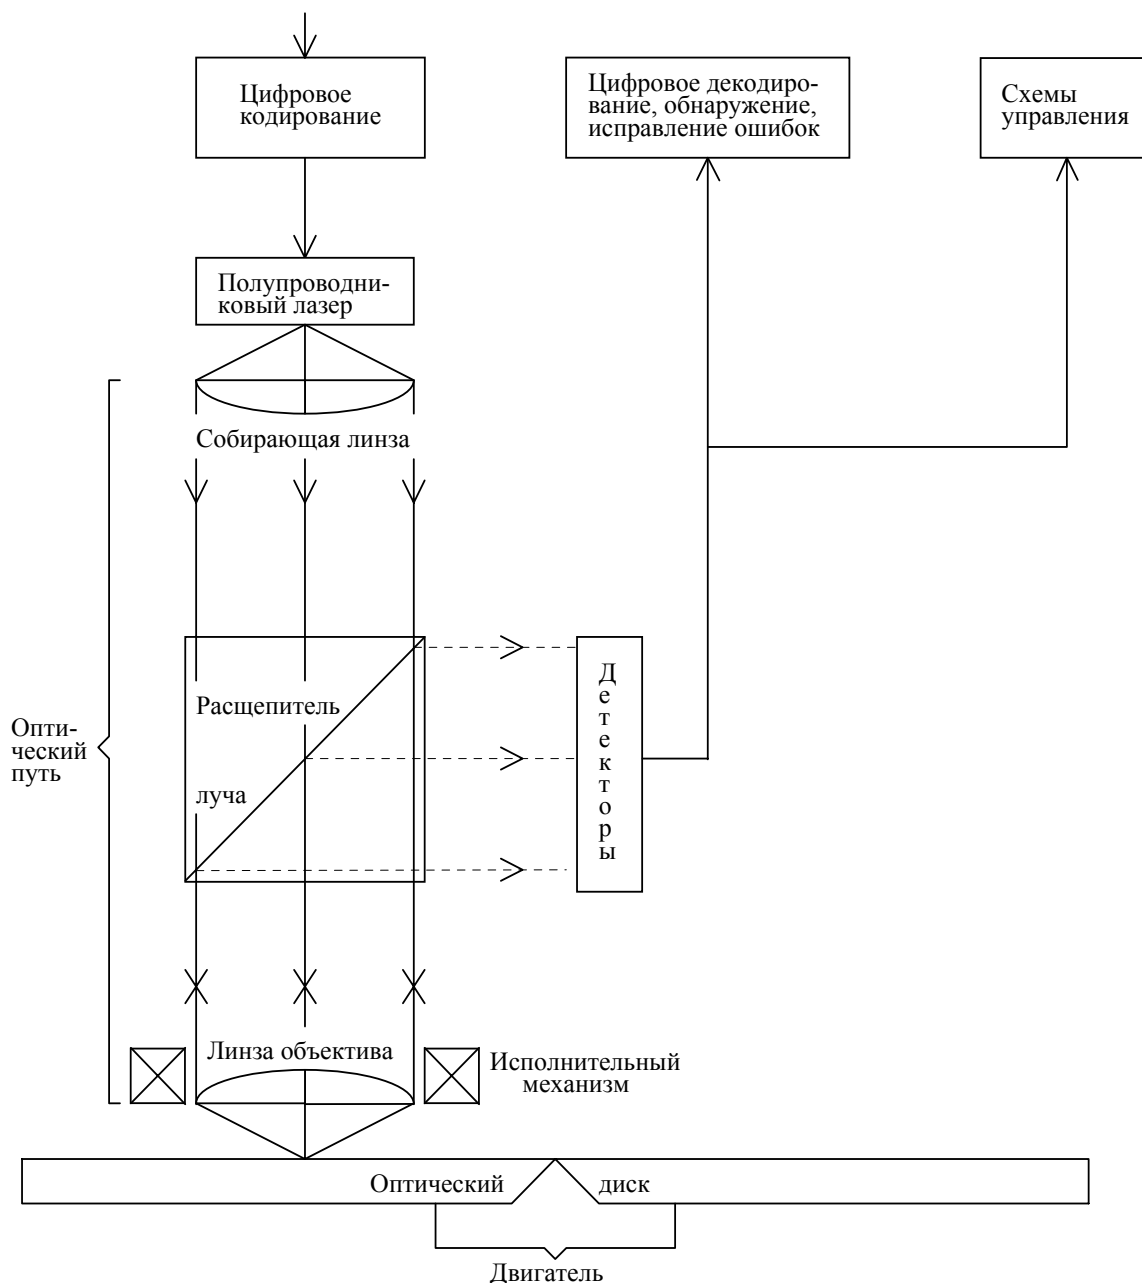 Цифровое
кодирование
Цифровое декодиро-
вание, обнаружение,
исправление ошибок
Схемы
управления
Полупроводни-
ковый лазер
Собирающая линза
Расщепитель
луча
Детекторы
Опти-
ческий
путь
Линза объектива
Исполнительный
механизм
Оптический диск
Двигатель